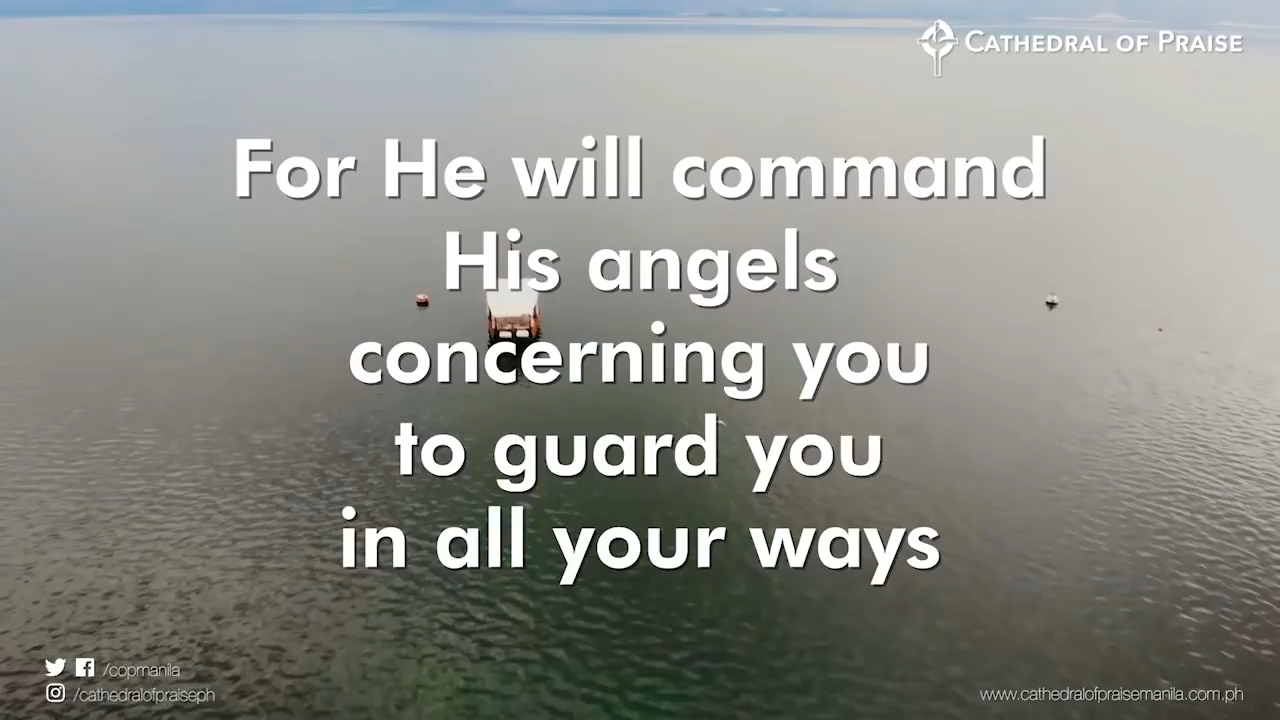 CATHEDRAL OF PRAISE
For He will command
His angels
concerning you
to guard you
in all your ways
/copmanila
/cathedralofpraiseph
www.cathedralofpraisemanila.com.ph